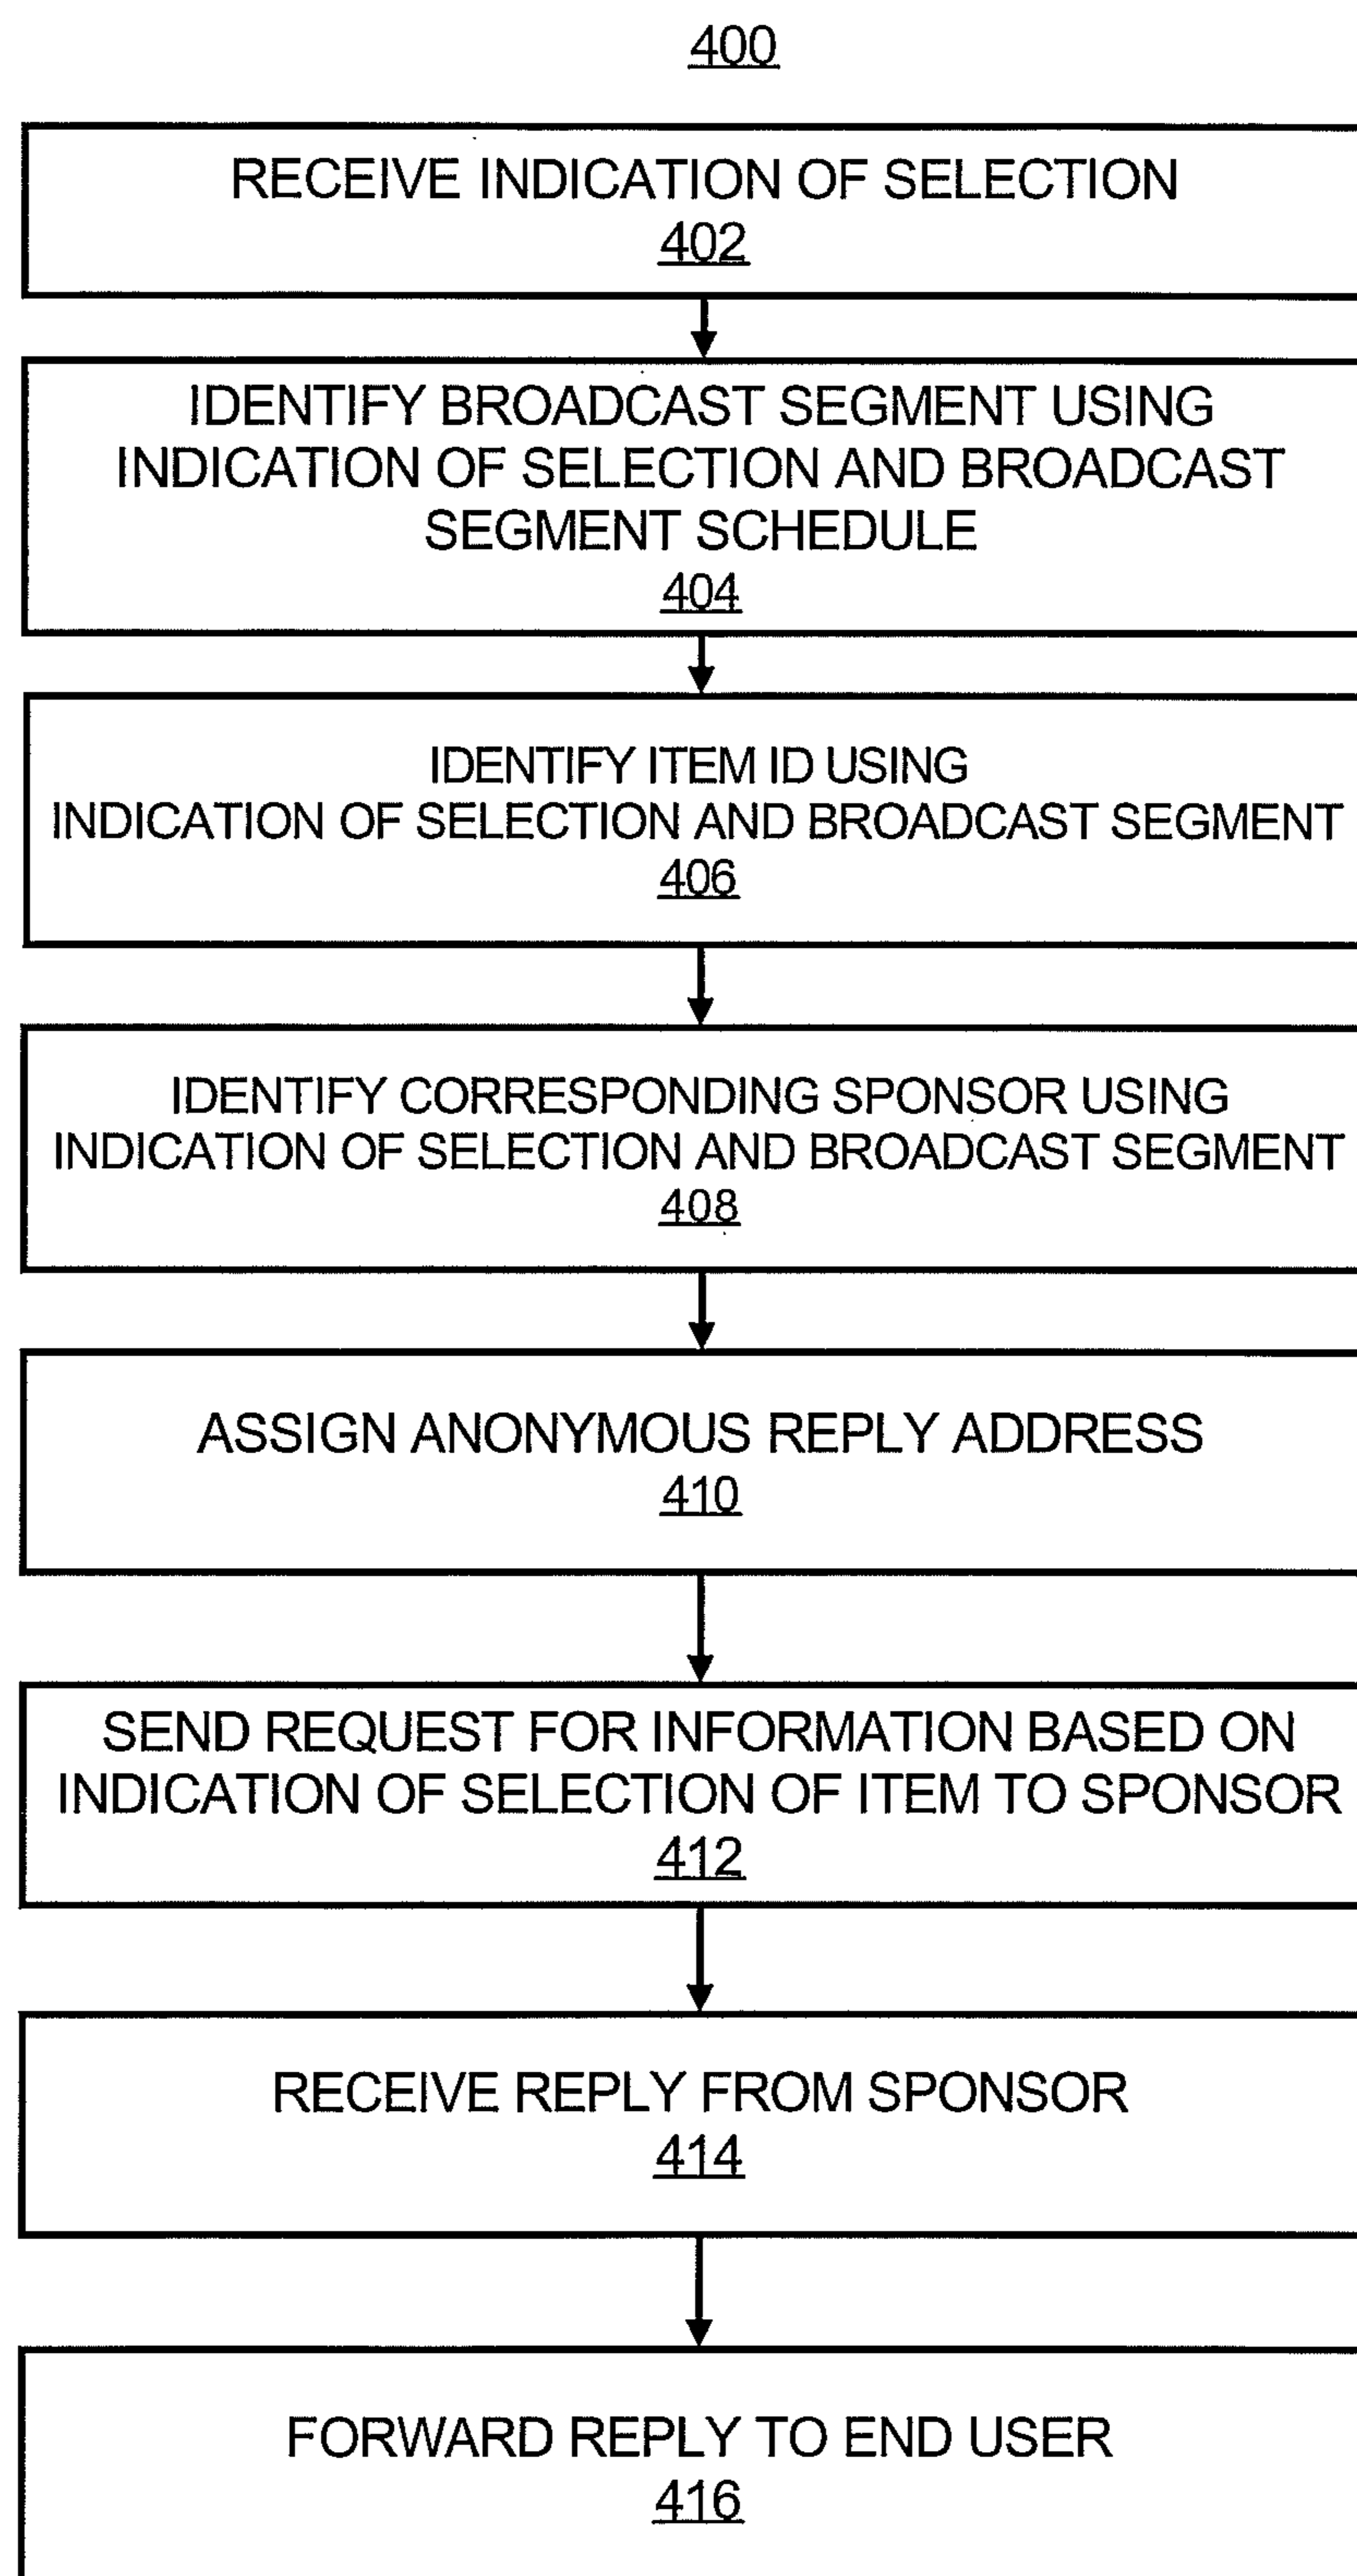 400
RECEIVE INDICATION OF SELECTION
402
IDENTIFY BROADCAST SEGMENT USING
INDICATION OF SELECTION AND BROADCAST
SEGMENT SCHEDULE
404
IDENTIFY ITEM ID USING
INDICATION OF SELECTION AND BROADCAST SEGMENT
406
IDENTIFY CORRESPONDING SPONSOR USING
INDICATION OF SELECTION AND BROADCAST SEGMENT
408
ASSIGN ANONYMOUS REPLY ADDRESS
410
SEND REQUEST FOR INFORMATION BASED ON
INDICATION OF SELECTION OF ITEM TO SPONSOR
412
RECEIVE REPLY FROM SPONSOR
414
FORWARD REPLY TO END USER
416